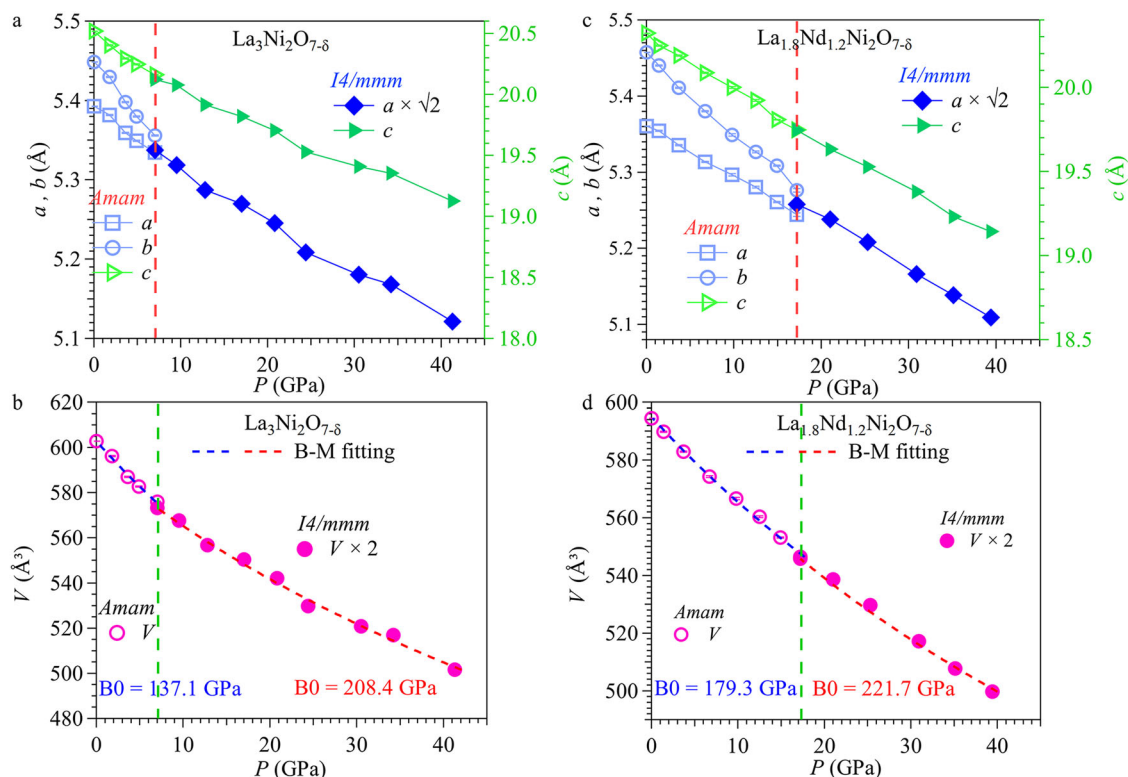 a
La₃Ni₂O₇₋δ
I4/mmm
a × √2
c
Amam
a
b
c
5.5
5.4
5.3
5.2
5.1
a , b (Å)
20.5
20.0
19.5
19.0
18.5
18.0
c (Å)
0 10 20 30 40
P (GPa)
c
La₁.₈Nd₁.₂Ni₂O₇₋δ
I4/mmm
a × √2
c
Amam
a
b
c
5.5
5.4
5.3
5.2
5.1
a , b (Å)
20.0
19.5
19.0
18.5
c (Å)
0 10 20 30 40
P (GPa)
b
La₃Ni₂O₇₋δ
B-M fitting
I4/mmm
V × 2
Amam
V
B0 = 137.1 GPa
B0 = 208.4 GPa
620
600
580
560
540
520
500
480
V (Å³)
0 10 20 30 40
P (GPa)
d
La₁.₈Nd₁.₂Ni₂O₇₋δ
B-M fitting
I4/mmm
V × 2
Amam
V
B0 = 179.3 GPa
B0 = 221.7 GPa
600
580
560
540
520
500
V (Å³)
0 10 20 30 40
P (GPa)